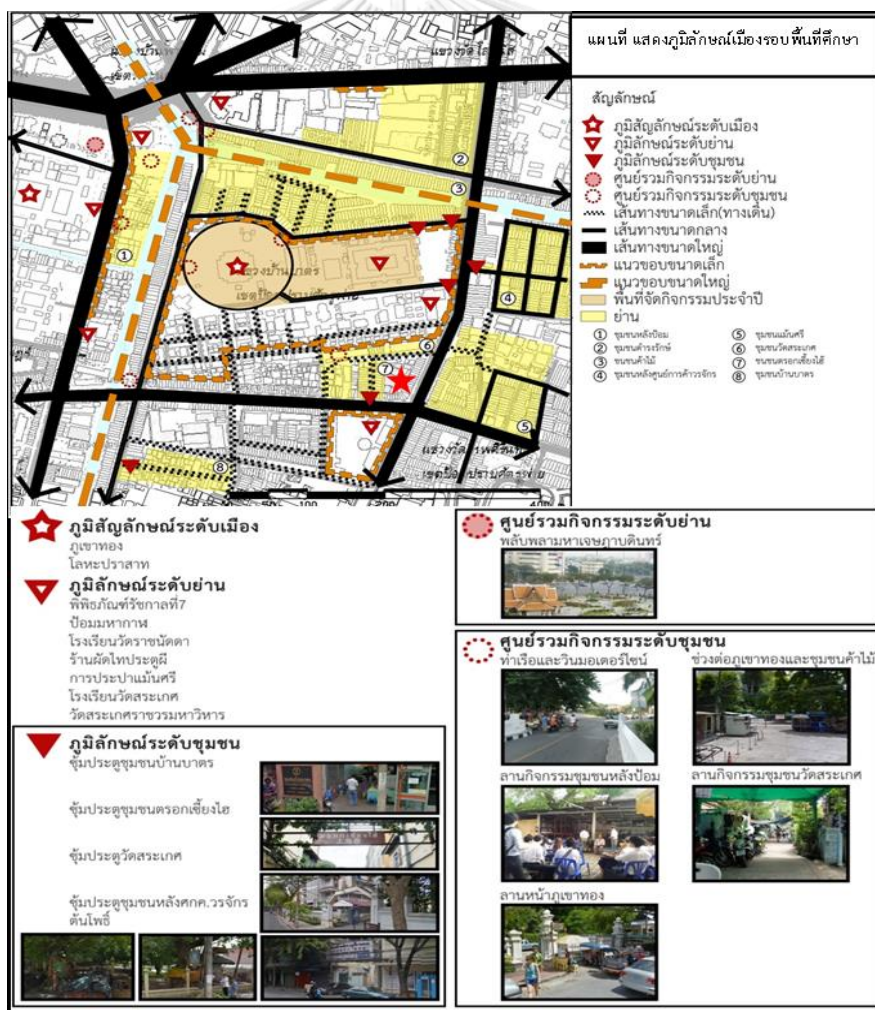 แผนที่ แสดงภูมิลักษณ์เมืองรอบพื้นที่ศึกษา
สัญลักษณ์
ภูมิสัญลักษณ์ระดับเมือง
ภูมิลักษณ์ระดับย่าน
ภูมิลักษณ์ระดับชุมชน
ศูนย์รวมกิจกรรมระดับย่าน
ศูนย์รวมกิจกรรมระดับชุมชน
เส้นทางขนาดเล็ก(ทางเดิน)
เส้นทางขนาดกลาง
เส้นทางขนาดใหญ่
แนวขอบขนาดเล็ก
แนวขอบขนาดใหญ่
พื้นที่จัดกิจกรรมประจำปี
ย่าน
① ชุมชนหลังป้อม
② ชุมชนดำรงรักษ์
③ ชนชนค้าไม้
④ ชุมชนหลังศูนย์การค้าวรจักร
⑤ ชุมชนแม้นศรี
⑥ ชุมชนวัดสระเกศ
⑦ ชนชนตรอกเซี้ยงไฮ้
⑧ ชุมชนบ้านบาตร
②
③
แขวงบ้านบาตร
①
④
⑥
⑦
⑤
⑧
ภูมิสัญลักษณ์ระดับเมือง
ภูเขาทอง
โลหะปราสาท
ภูมิลักษณ์ระดับย่าน
พิพิธภัณฑ์รัชกาลที่7
ป้อมมหากาฬ
โรงเรียนวัดราชนัดดา
ร้านผัดไทประตูผี
การประปาแม้นศรี
โรงเรียนวัดสระเกศ
วัดสระเกศราชวรมหาวิหาร
ภูมิลักษณ์ระดับชุมชน
ซุ้มประตูชุมชนบ้านบาตร
ซุ้มประตูชุมชนตรอกเซี้ยงไฮ
ซุ้มประตูวัดสระเกศ
ซุ้มประตูชุมชนหลังศกค.วรจักร
ต้นโพธิ์
ศูนย์รวมกิจกรรมระดับย่าน
พลับพลามหาเจษฎาบดินทร์
ศูนย์รวมกิจกรรมระดับชุมชน
ท่าเรือและวินมอเตอร์ไซน์
ช่วงต่อภูเขาทองและชุมชนค้าไม้
ลานกิจกรรมชุมชนหลังป้อม
ลานกิจกรรมชุมชนวัดสระเกศ
ลานหน้าภูเขาทอง